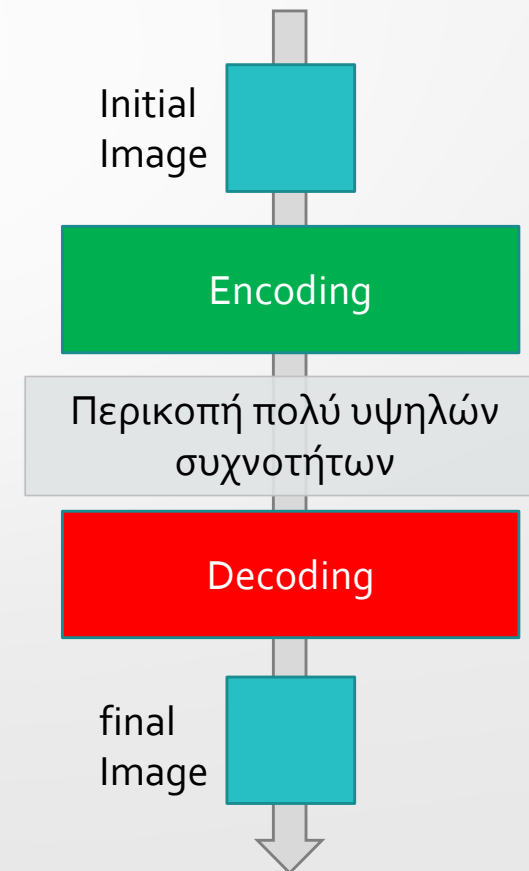 Initial
Image
Encoding
Περικοπή πολύ υψηλών
συχνοτήτων
Decoding
final
Image